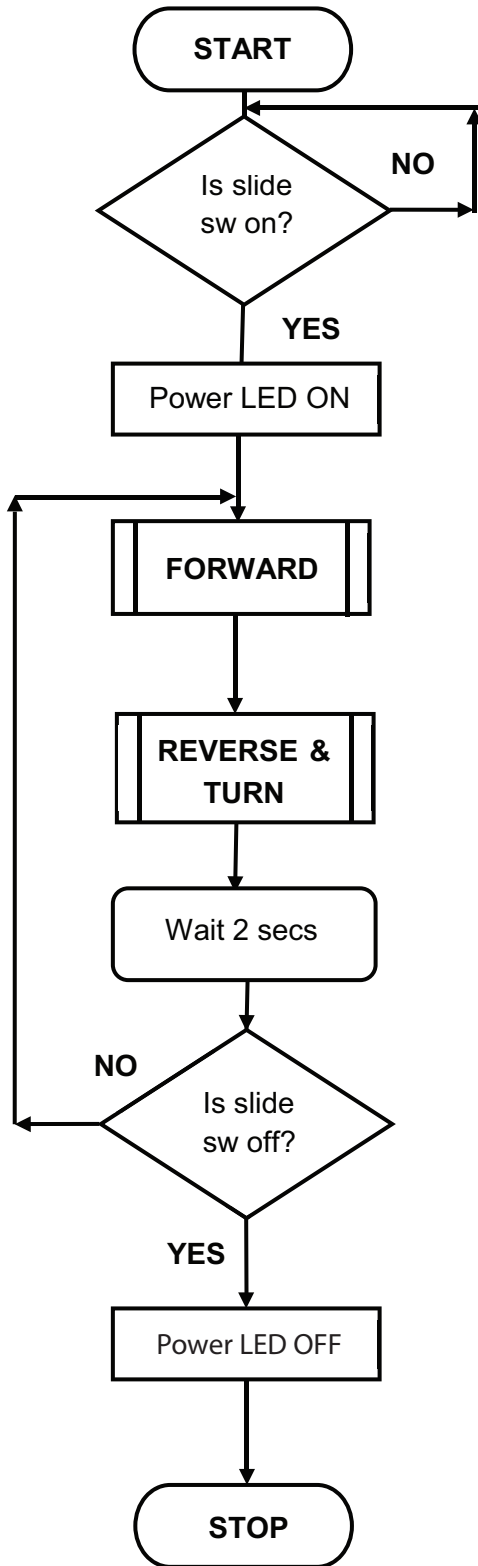 START
NO
Is slide
sw on?
YES
Power LED ON
FORWARD
REVERSE &
TURN
Wait 2 secs
NO
Is slide
sw off?
YES
Power LED OFF
STOP